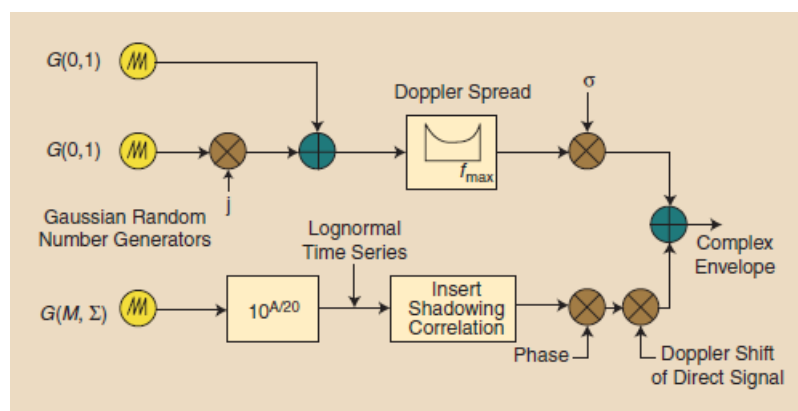 G(0,1)
Doppler Spread
σ
G(0,1)
f_max
j
Gaussian Random
Number Generators
Lognormal
Time Series
Complex
Envelope
G(M, Σ)
10^A/20
Insert
Shadowing
Correlation
Phase
Doppler Shift
of Direct Signal